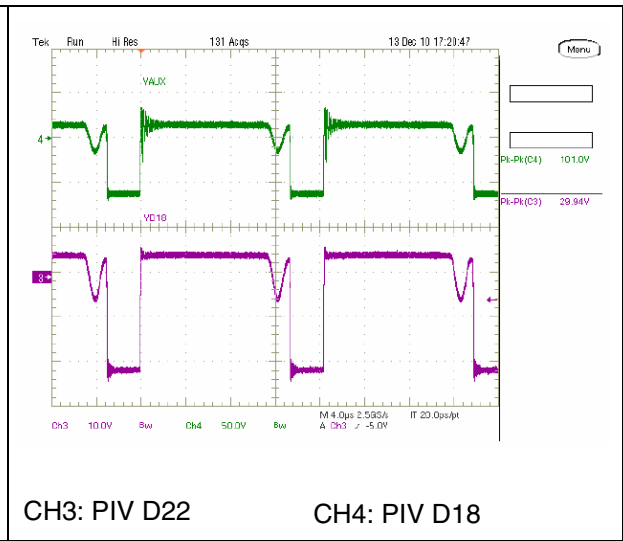 Tek Run Hi Res 131 Acqs 13 Dec 10 17:20:47
Menu
VAUX
4
Pk-Pk(C4) 101.0V
Pk-Pk(C3) 29.94V
VD18
3
M 4.0µs 2.5GS/s IT 20.0ps/pt
Ch3 10.0V Bw Ch4 50.0V Bw A Ch3 -5.0V
CH3: PIV D22 CH4: PIV D18